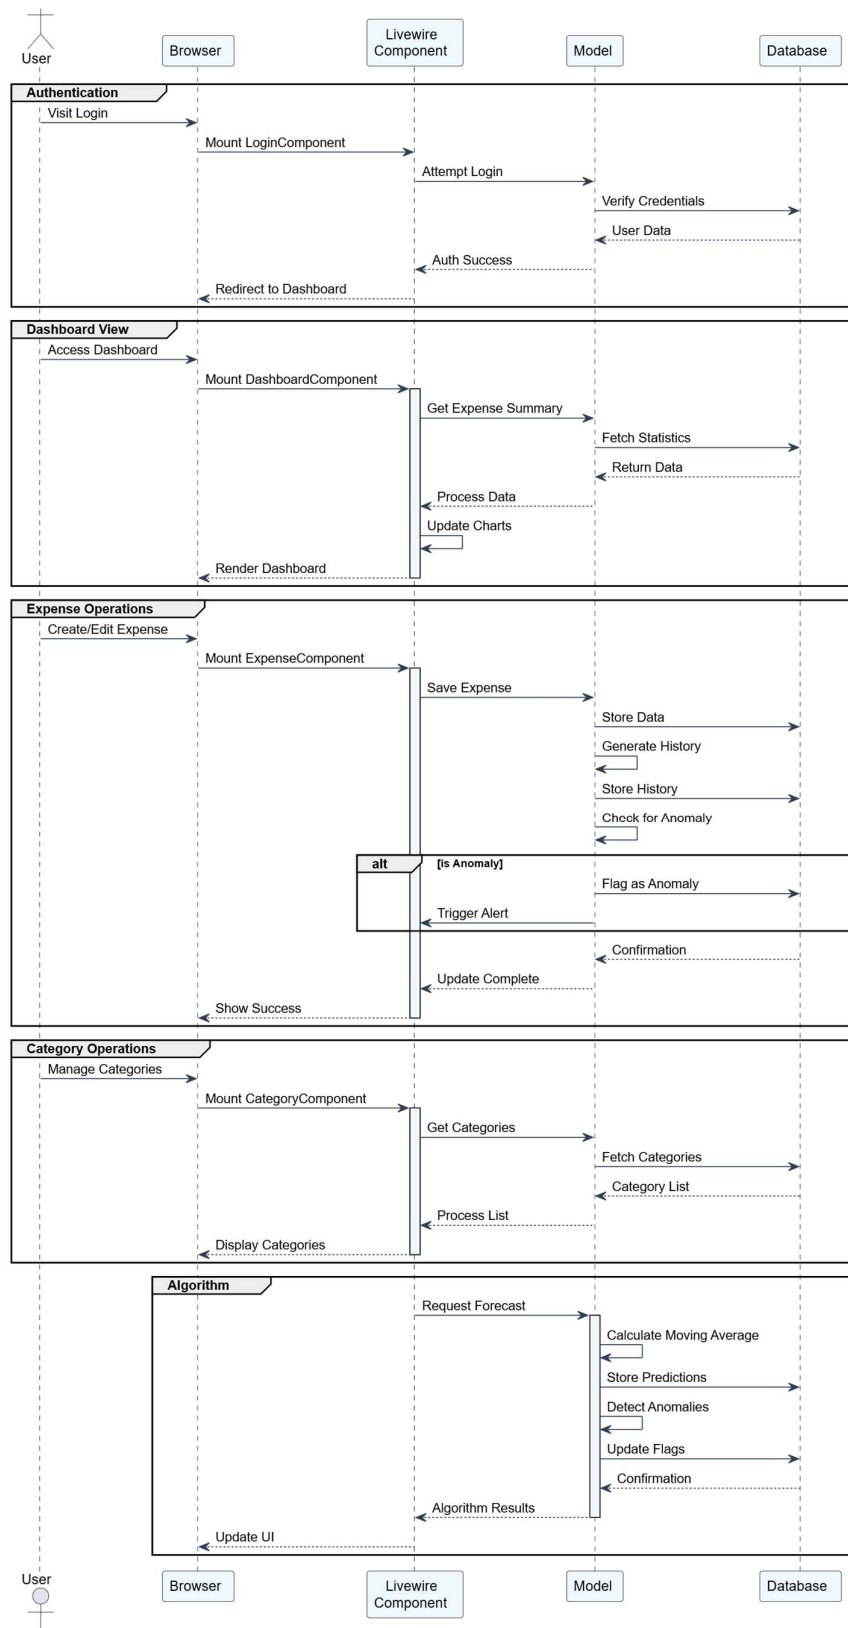 User
Browser
Livewire
Component
Model
Database
Authentication
Visit Login
Mount LoginComponent
Attempt Login
Verify Credentials
User Data
Auth Success
Redirect to Dashboard
Dashboard View
Access Dashboard
Mount DashboardComponent
Get Expense Summary
Fetch Statistics
Return Data
Process Data
Update Charts
Render Dashboard
Expense Operations
Create/Edit Expense
Mount ExpenseComponent
Save Expense
Store Data
Generate History
Store History
Check for Anomaly
alt [is Anomaly]
Flag as Anomaly
Trigger Alert
Confirmation
Update Complete
Show Success
Category Operations
Manage Categories
Mount CategoryComponent
Get Categories
Fetch Categories
Category List
Process List
Display Categories
Algorithm
Request Forecast
Calculate Moving Average
Store Predictions
Detect Anomalies
Update Flags
Confirmation
Algorithm Results
Update UI
User
Browser
Livewire
Component
Model
Database